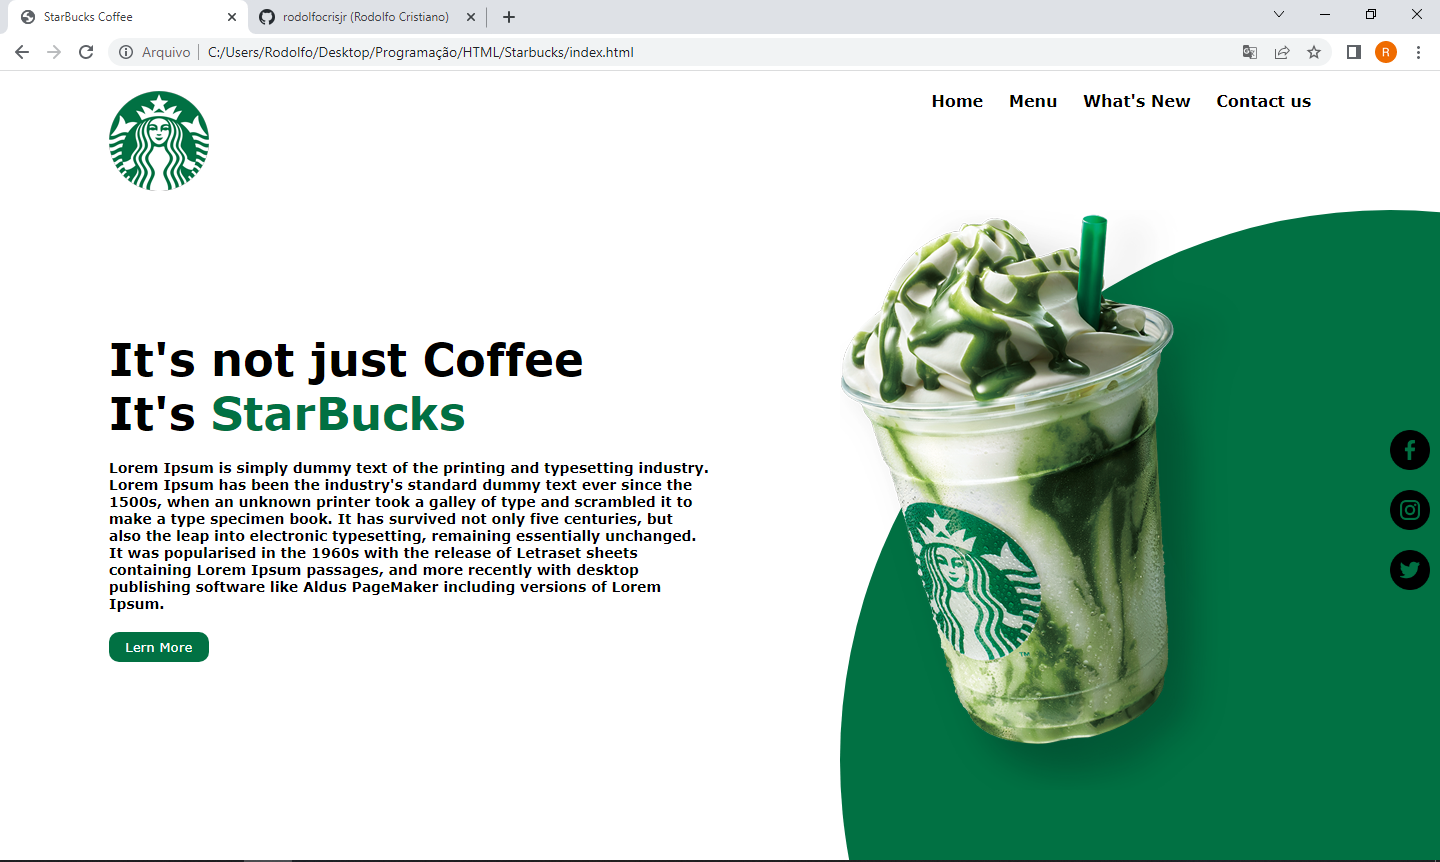 StarBucks Coffee
rodolfocrisjr (Rodolfo Cristiano)
Arquivo
C:/Users/Rodolfo/Desktop/Programação/HTML/Starbucks/index.html
R
Home Menu What's New Contact us
It's not just Coffee
It's StarBucks
Lorem Ipsum is simply dummy text of the printing and typesetting industry.
Lorem Ipsum has been the industry's standard dummy text ever since the
1500s, when an unknown printer took a galley of type and scrambled it to
make a type specimen book. It has survived not only five centuries, but
also the leap into electronic typesetting, remaining essentially unchanged.
It was popularised in the 1960s with the release of Letraset sheets
containing Lorem Ipsum passages, and more recently with desktop
publishing software like Aldus PageMaker including versions of Lorem
Ipsum.
Lern More
TM